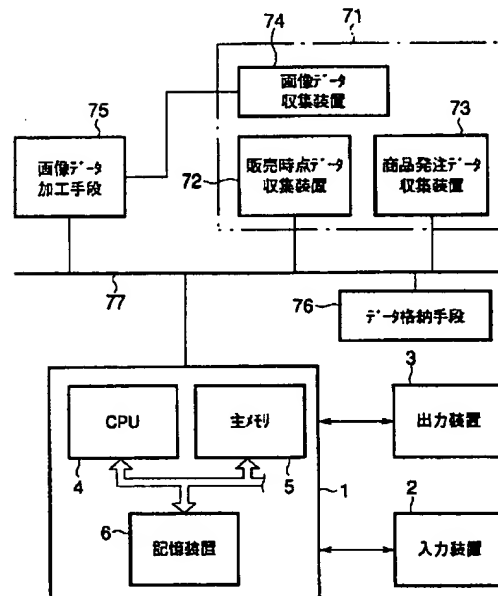 71
74
画像データ
収集装置
75
画像データ
加工手段
73
72
販売時点データ
収集装置
商品発注データ
収集装置
77
76
データ格納手段
3
CPU
主メモリ
出力装置
4
5
1
2
6
記憶装置
入力装置